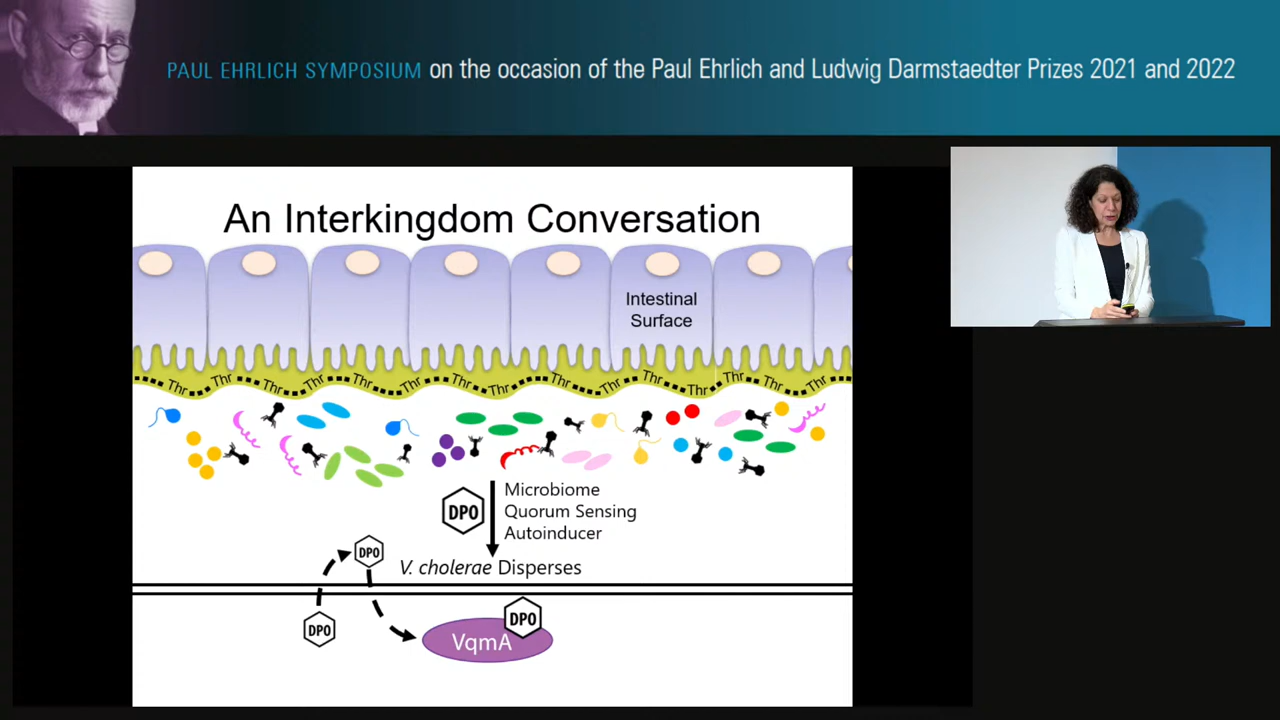 PAUL EHRLICH SYMPOSIUM on the occasion of the Paul Ehrlich and Ludwig Darmstaedter Prizes 2021 and 2022
An Interkingdom Conversation
Intestinal
Surface
Thr Thr Thr Thr Thr Thr Thr Thr Thr Thr Thr Thr Thr Thr Thr
DPO
Microbiome
Quorum Sensing
Autoinducer
DPO
V. cholerae Disperses
DPO
DPO
VqmA